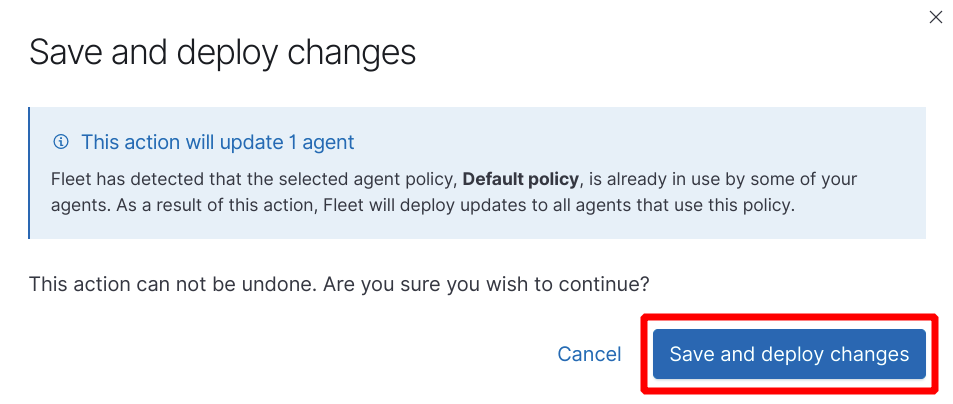 Save and deploy changes
This action will update 1 agent
Fleet has detected that the selected agent policy, Default policy, is already in use by some of your
agents. As a result of this action, Fleet will deploy updates to all agents that use this policy.
This action can not be undone. Are you sure you wish to continue?
Cancel
Save and deploy changes